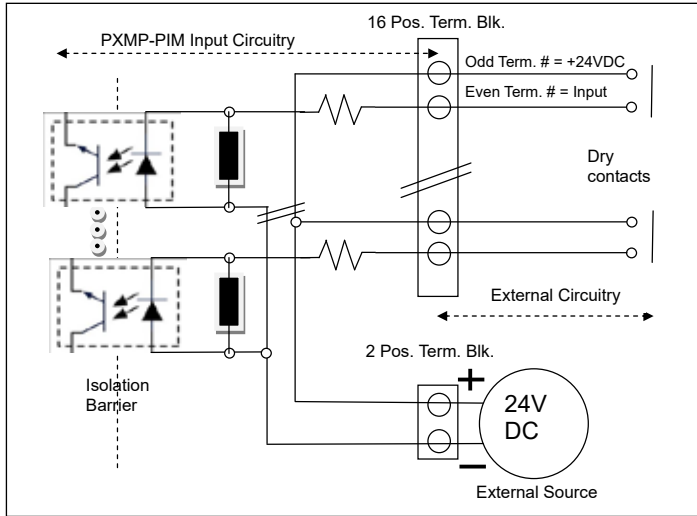 16 Pos. Term. Blk.
PXMP-PIM Input Circuitry
Odd Term. # = +24VDC
Even Term. # = Input
Dry
contacts
External Circuitry
2 Pos. Term. Blk.
Isolation
Barrier
+
24V
DC
−
External Source